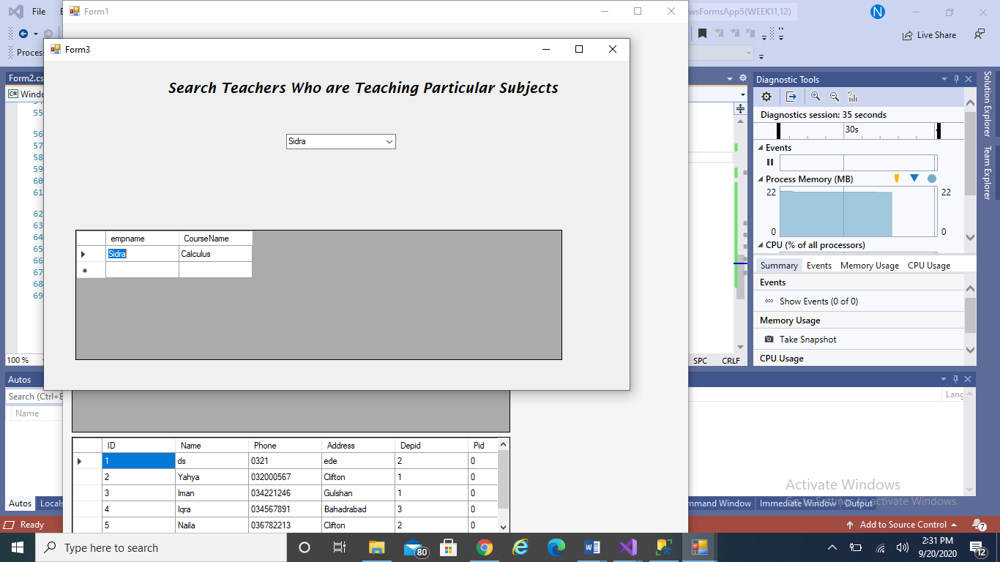 File
Form1
wsFormsApp5(WEEK11,12)
N
Live Share
Process
Form3
Search Teachers Who are Teaching Particular Subjects
Sidra
empname CourseName
Sidra Calculus
Form2.cs
C# Windo
55
56
57
58
59
60
61
62
63
64
65
66
67
68
69
100 %
SPC CRLF
Diagnostic Tools
Diagnostics session: 35 seconds
30s
Events
Process Memory (MB)
22 22
0 0
CPU (% of all processors)
Summary Events Memory Usage CPU Usage
Events
Show Events (0 of 0)
Memory Usage
Take Snapshot
CPU Usage
Solution Explorer
Team Explorer
Autos
Search (Ctrl+E
Name
Lang
ID Name Phone Address Depid Pid
1 ds 0321 ede 2 0
2 Yahya 032000567 Clifton 1 0
3 Iman 034221246 Gulshan 1 0
4 Iqra 034567891 Bahadrabad 3 0
5 Naila 036782213 Clifton 2 0
Autos Locals
mmand Window Immediate Window Output
Activate Windows
Go to Settings to activate Windows.
Ready
Add to Source Control
7
Type here to search
80
2:31 PM
9/20/2020
12